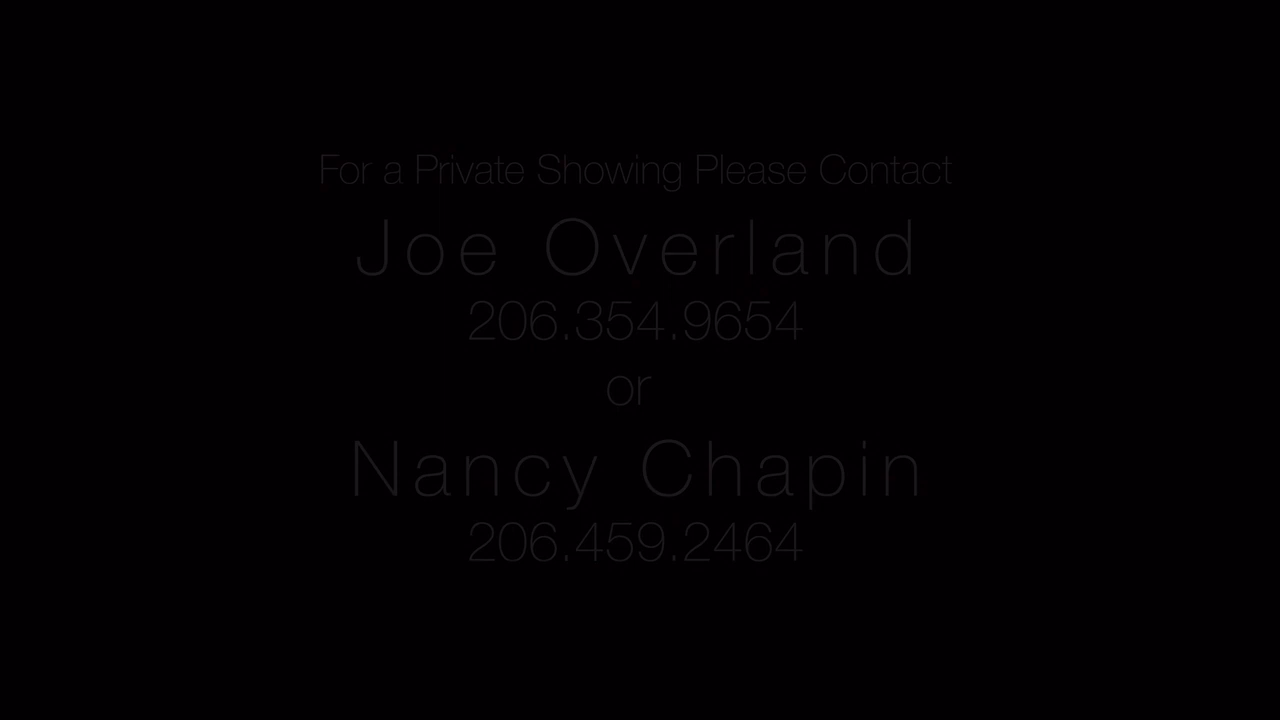 For a Private Showing Please Contact
Joe Overland
206.354.9654
or
Nancy Chapin
206.459.2464